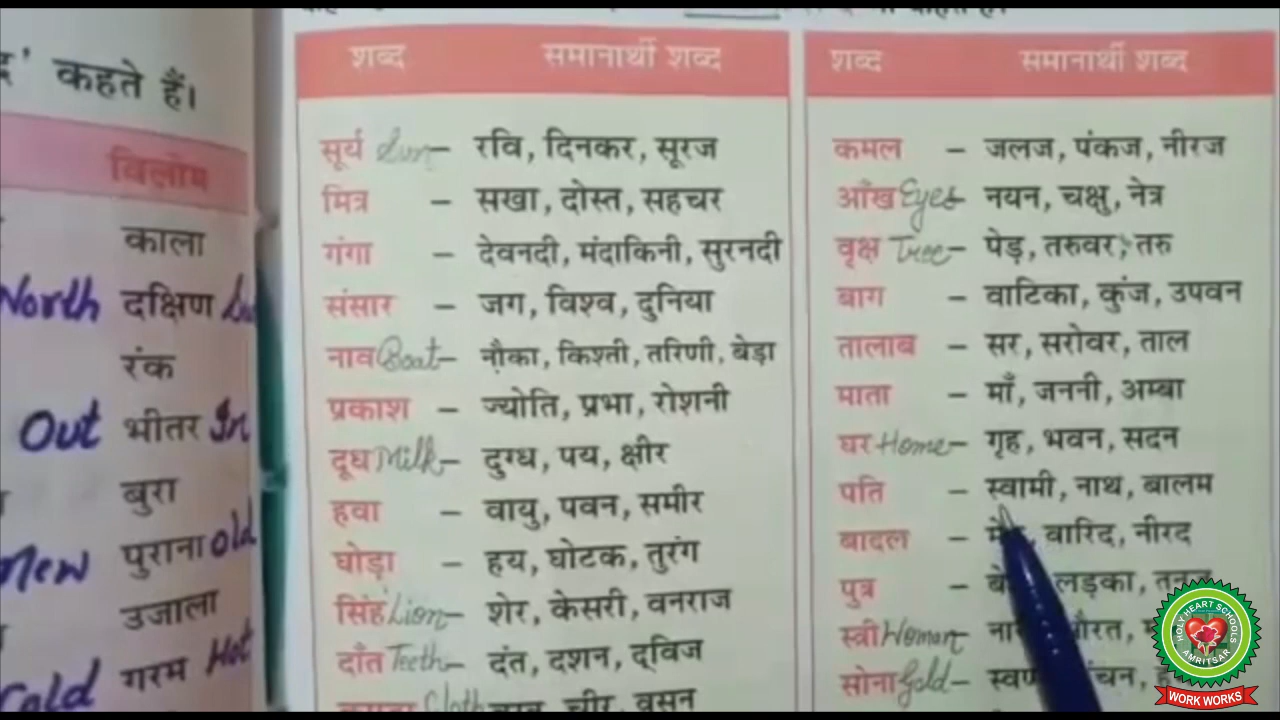 ' कहते हैं।
विलोम
काला
North दक्षिण
रंक
Out भीतर In
बुरा
New पुराना old
उजाला
गरम Hot
Cold
शब्द समानार्थी शब्द
सूर्य Sun – रवि, दिनकर, सूरज
मित्र – सखा, दोस्त, सहचर
गंगा – देवनदी, मंदाकिनी, सुरनदी
संसार – जग, विश्व, दुनिया
नाव Boat – नौका, किश्ती, तरिणी, बेड़ा
प्रकाश – ज्योति, प्रभा, रोशनी
दूध Milk – दुग्ध, पय, क्षीर
हवा – वायु, पवन, समीर
घोड़ा – हय, घोटक, तुरंग
सिंह Lion – शेर, केसरी, वनराज
दाँत Teeth – दंत, दशन, द्विज
Cloth चीर, वसन
शब्द समानार्थी शब्द
कमल – जलज, पंकज, नीरज
आँख Eyes – नयन, चक्षु, नेत्र
वृक्ष Tree – पेड़, तरुवर, तरु
बाग – वाटिका, कुंज, उपवन
तालाब – सर, सरोवर, ताल
माता – माँ, जननी, अम्बा
घर Home – गृह, भवन, सदन
पति – स्वामी, नाथ, बालम
बादल – वारिद, नीरद
पुत्र – लड़का,
स्त्री Woman –
सोना Gold –
HOLY HEART SCHOOLS
AMRITSAR
WORK WORKS